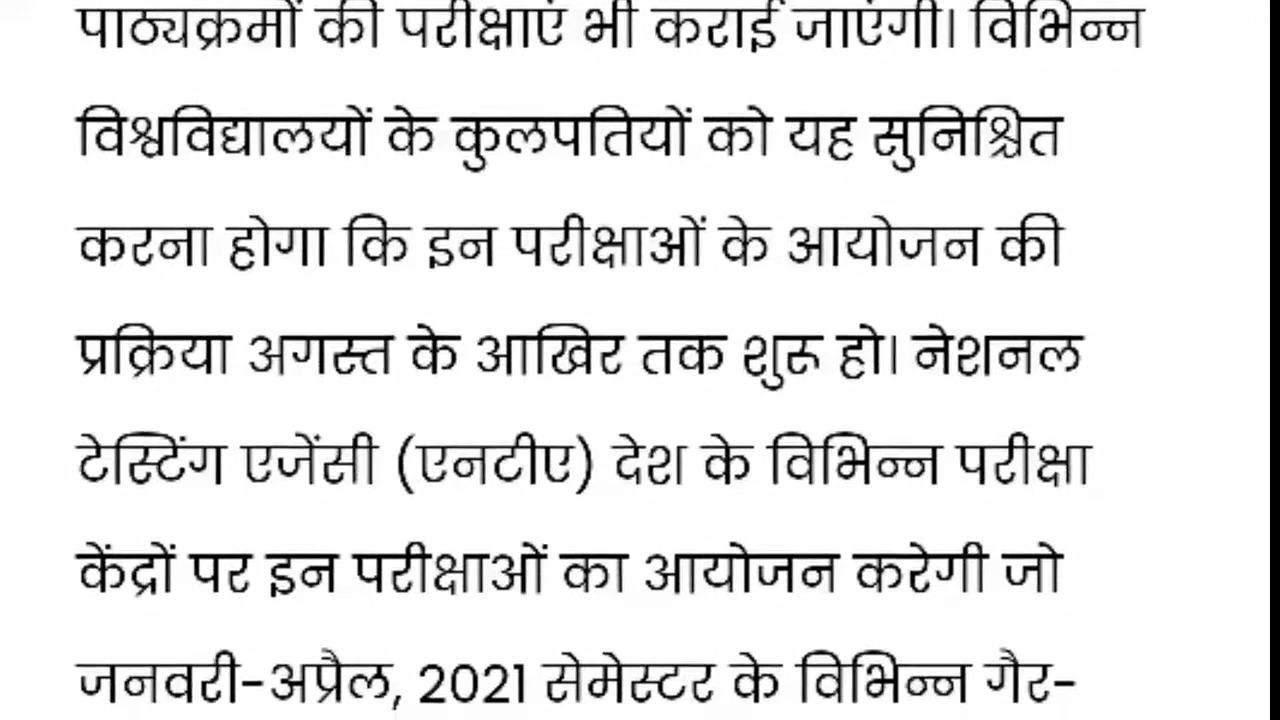 पाठ्यक्रमों की परीक्षाएं भी कराई जाएंगी। विभिन्न
विश्वविद्यालयों के कुलपतियों को यह सुनिश्चित
करना होगा कि इन परीक्षाओं के आयोजन की
प्रक्रिया अगस्त के आखिर तक शुरू हो। नेशनल
टेस्टिंग एजेंसी (एनटीए) देश के विभिन्न परीक्षा
केंद्रों पर इन परीक्षाओं का आयोजन करेगी जो
जनवरी-अप्रैल, 2021 सेमेस्टर के विभिन्न गैर-